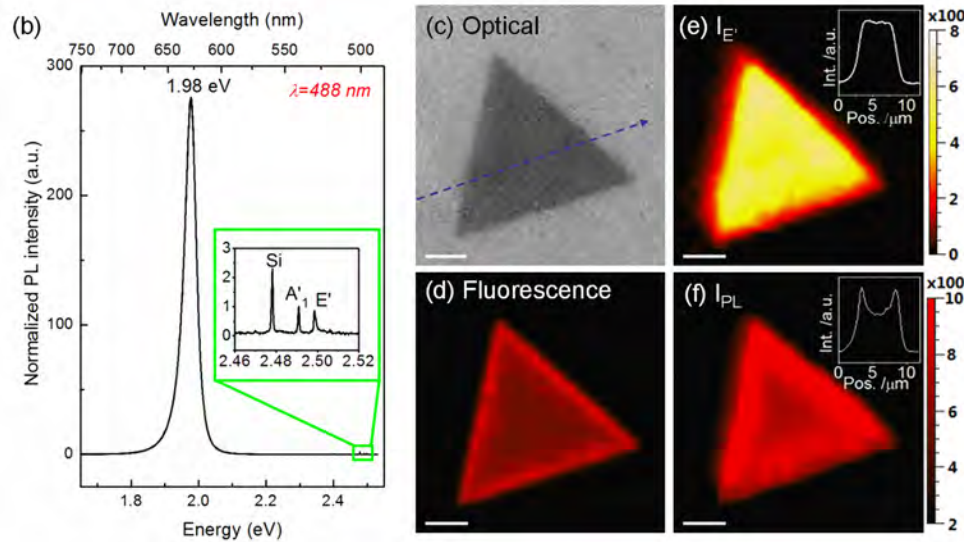 (b)
Wavelength (nm)
750 700 650 600 550 500
Normalized PL intensity (a.u.)
300
200
100
0
1.98 eV
λ=488 nm
3
2
1
0
Si
A'1
E'
2.46 2.48 2.50 2.52
1.8 2.0 2.2 2.4
Energy (eV)
(c) Optical
(d) Fluorescence
(e) IE'
Int. /a.u.
0 5 10
Pos. /μm
x100
8
6
4
2
0
(f) IPL
Int. /a.u.
0 5 10
Pos. /μm
x100
10
8
6
4
2